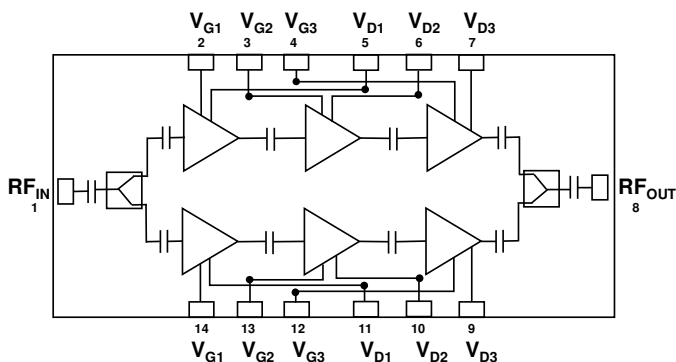 VG1 VG2 VG3 VD1 VD2 VD3
2 3 4 5 6 7
RFIN
1
RFOUT
8
14 13 12 11 10 9
VG1 VG2 VG3 VD1 VD2 VD3